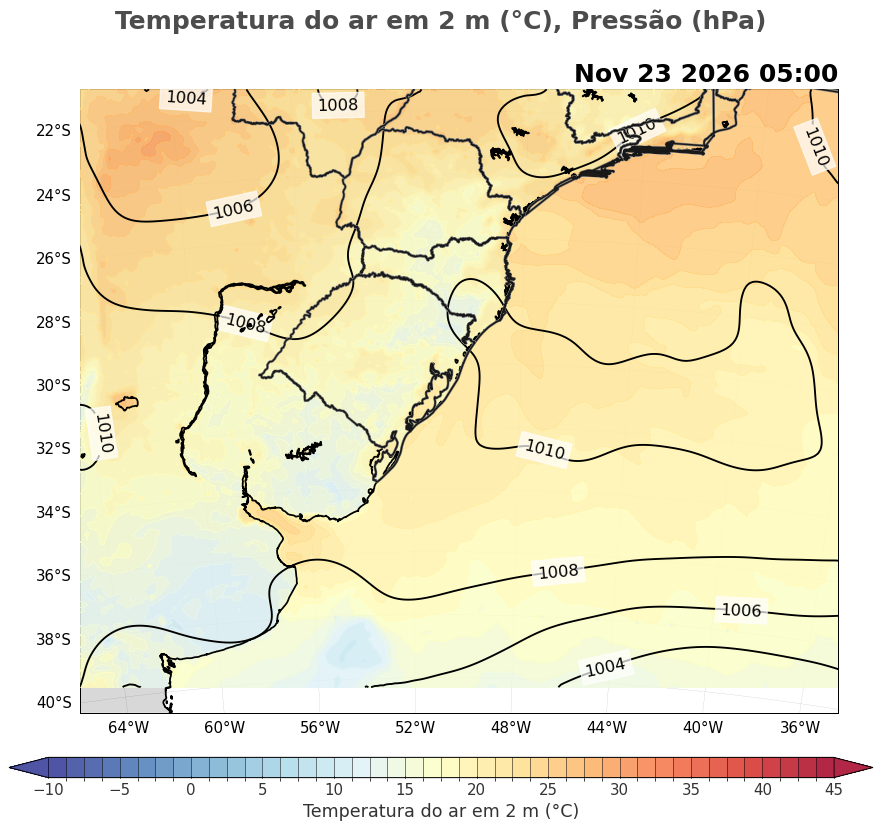 Temperatura do ar em 2 m (°C), Pressão (hPa)
Nov 23 2026 05:00
1004
1008
1010
1010
22°S
24°S
1006
26°S
28°S
1008
30°S
1010
32°S
1010
34°S
36°S
1008
1006
38°S
1004
40°S
64°W 60°W 56°W 52°W 48°W 44°W 40°W 36°W
−10 −5 0 5 10 15 20 25 30 35 40 45
Temperatura do ar em 2 m (°C)